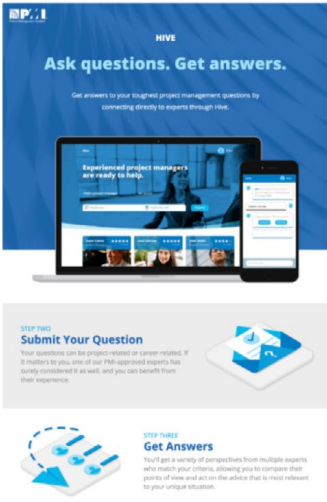 PMI
Project Management Institute
HIVE
Ask questions. Get answers.
Get answers to your toughest project management questions by
connecting directly to experts through Hive.
Experienced project managers
are ready to help.
STEP TWO
Submit Your Question
Your questions can be project-related or career-related. If
it matters to you, one of our PMI-approved experts has
surely considered it as well, and you can benefit from
their experience.
STEP THREE
Get Answers
You'll get a variety of perspectives from multiple experts
who match your criteria, allowing you to compare their
points of view and act on the advice that is most relevant
to your unique situation.